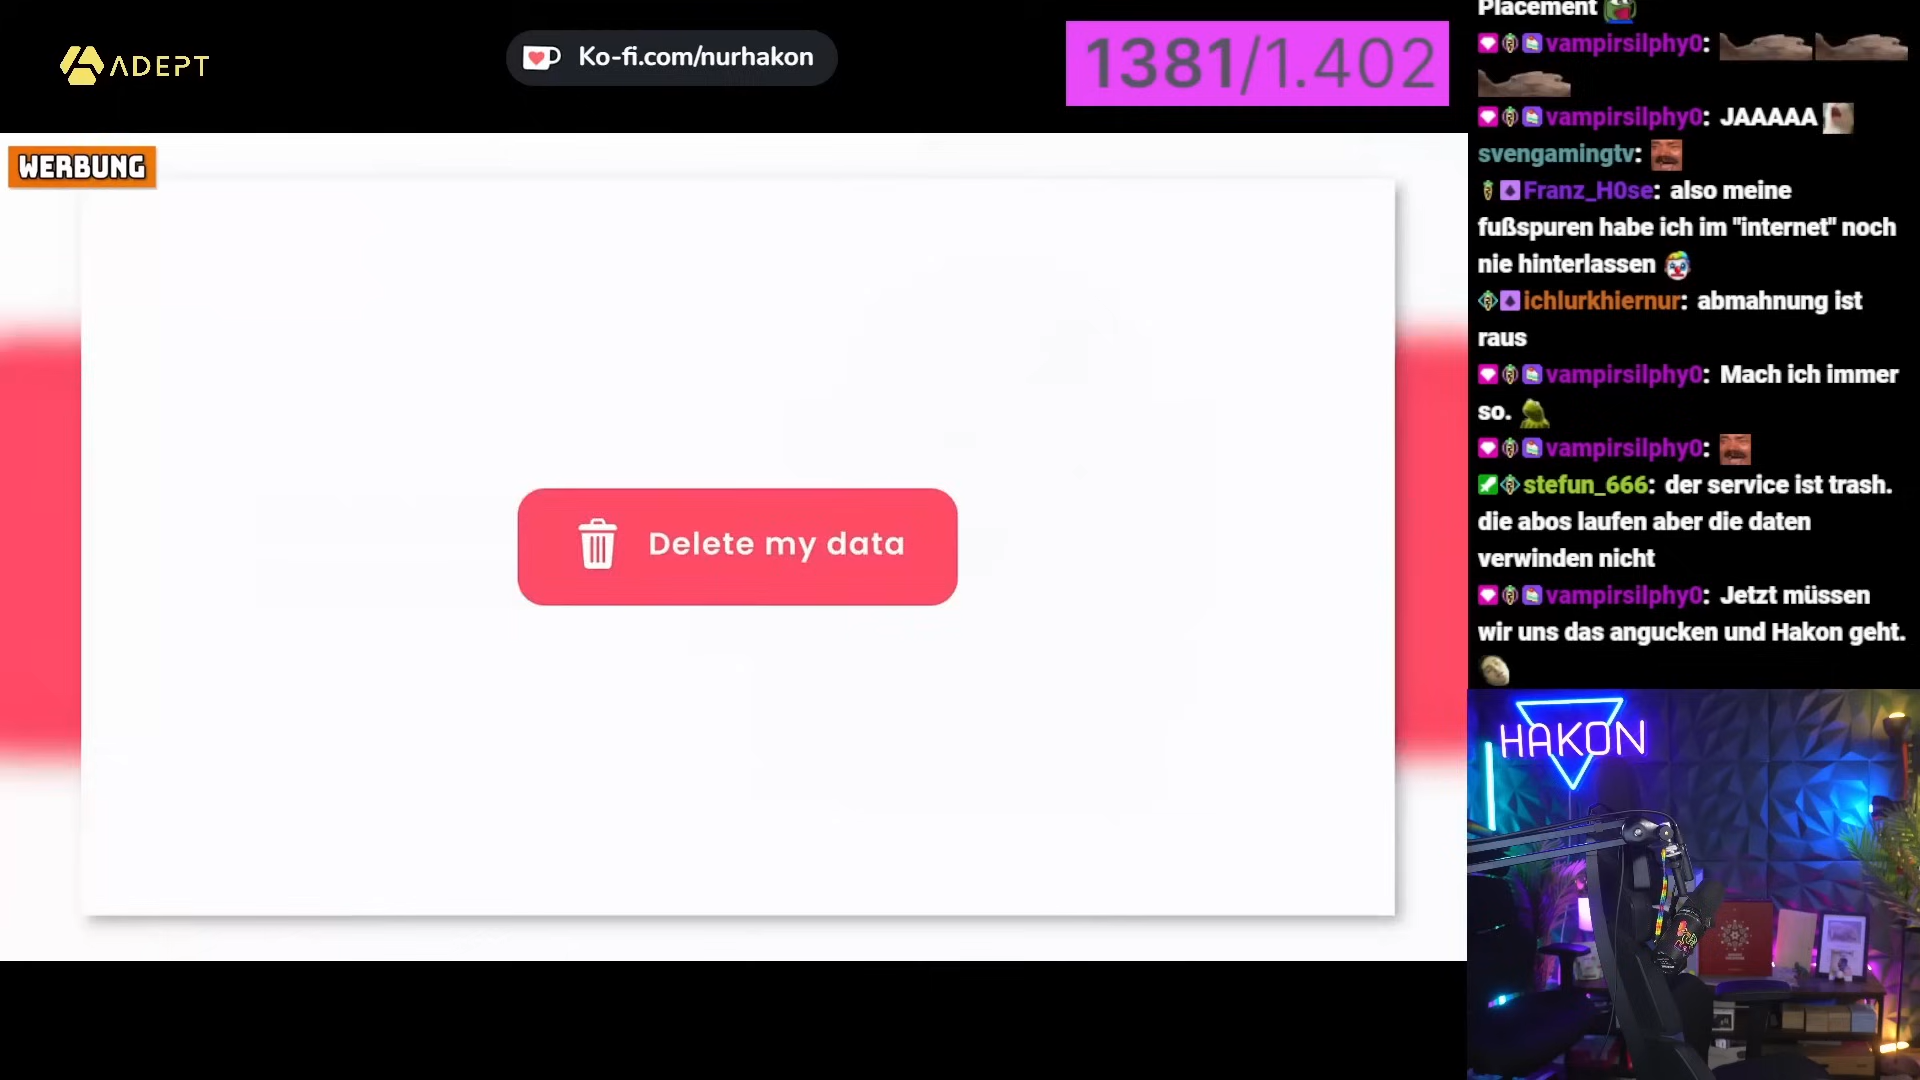 ADEPT
Ko-fi.com/nurhakon
1381/1.402
WERBUNG
Delete my data
Placement
vampirsilphy0:
vampirsilphy0: JAAAAA
svengamingtv:
Franz_H0se: also meine
fußspuren habe ich im "internet" noch
nie hinterlassen
ichlurkhiernur: abmahnung ist
raus
vampirsilphy0: Mach ich immer
so.
vampirsilphy0:
stefun_666: der service ist trash.
die abos laufen aber die daten
verwinden nicht
vampirsilphy0: Jetzt müssen
wir uns das angucken und Hakon geht.
HAKON